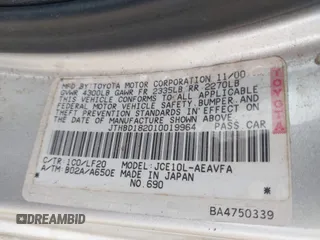 MFD. BY TOYOTA MOTOR CORPORATION 11/00
GVWR 4300LB GAWR FR 2335LB RR 2270LB
THIS VEHICLE CONFORMS TO ALL APPLICABLE
FEDERAL MOTOR VEHICLE SAFETY, BUMPER, AND
THEFT PREVENTION STANDARDS IN EFFECT ON
THE DATE OF MANUFACTURE SHOWN ABOVE.
JTHBD182010019964 PASS CAR
C/TR: 1C0/LF20 MODEL: JCE10L-AEAVFA
A/TM: B02A/A650E MADE IN JAPAN
NO.690
BA4750339
DREAMBID